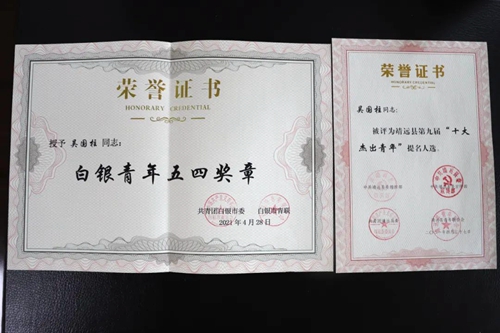 荣誉证书
HONORARY CREDENTIAL
授予 吴国柱 同志:
白银青年五四奖章
共青团白银市委 白银市青联
2021年4月28日
荣誉证书
HONORARY CREDENTIAL
吴国柱同志:
被评为靖远县第九届“十大
杰出青年”提名人选。